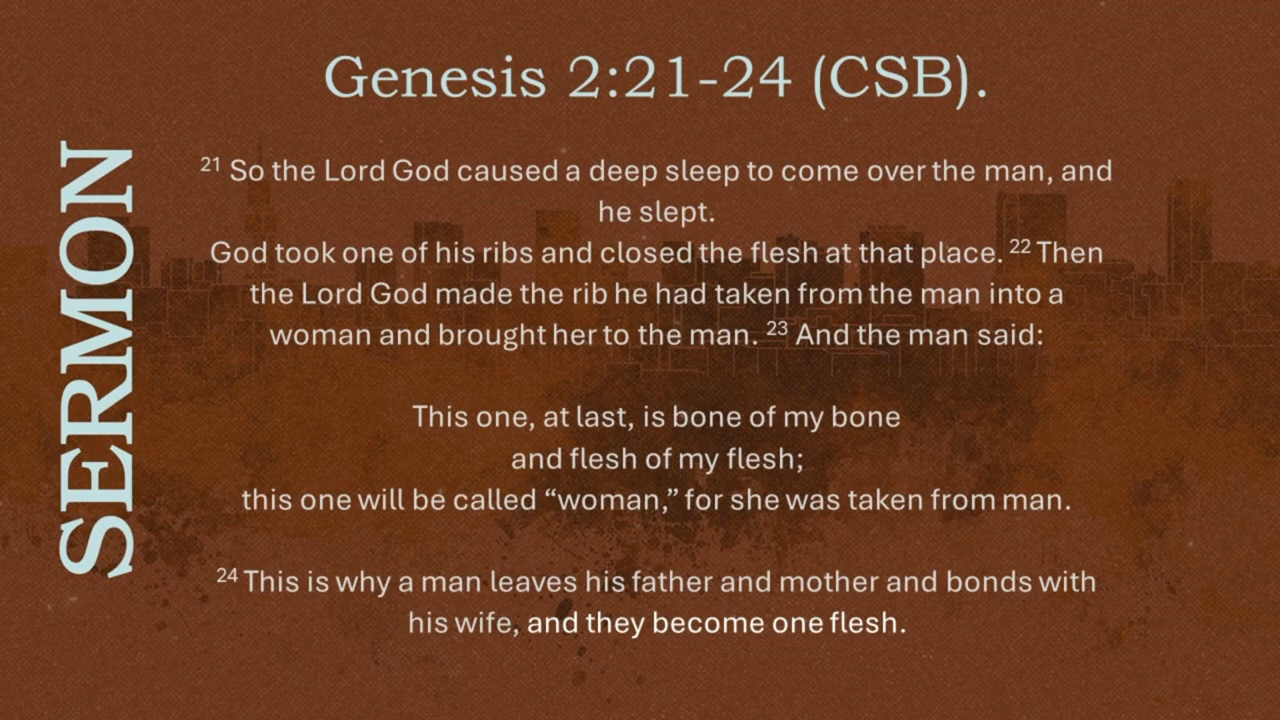 Genesis 2:21-24 (CSB).
SERMON
21 So the Lord God caused a deep sleep to come over the man, and
he slept.
God took one of his ribs and closed the flesh at that place. 22 Then
the Lord God made the rib he had taken from the man into a
woman and brought her to the man. 23 And the man said:
This one, at last, is bone of my bone
and flesh of my flesh;
this one will be called “woman,” for she was taken from man.
24 This is why a man leaves his father and mother and bonds with
his wife, and they become one flesh.